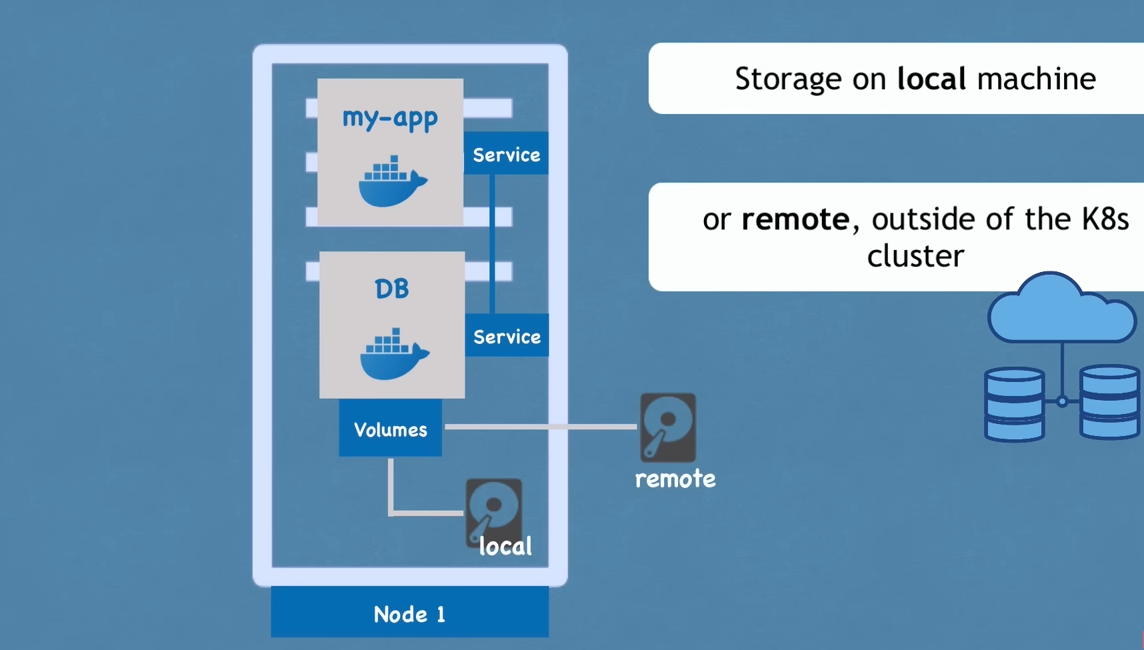 my-app
Service
DB
Service
Volumes
local
remote
Node 1
Storage on local machine
or remote, outside of the K8s
cluster